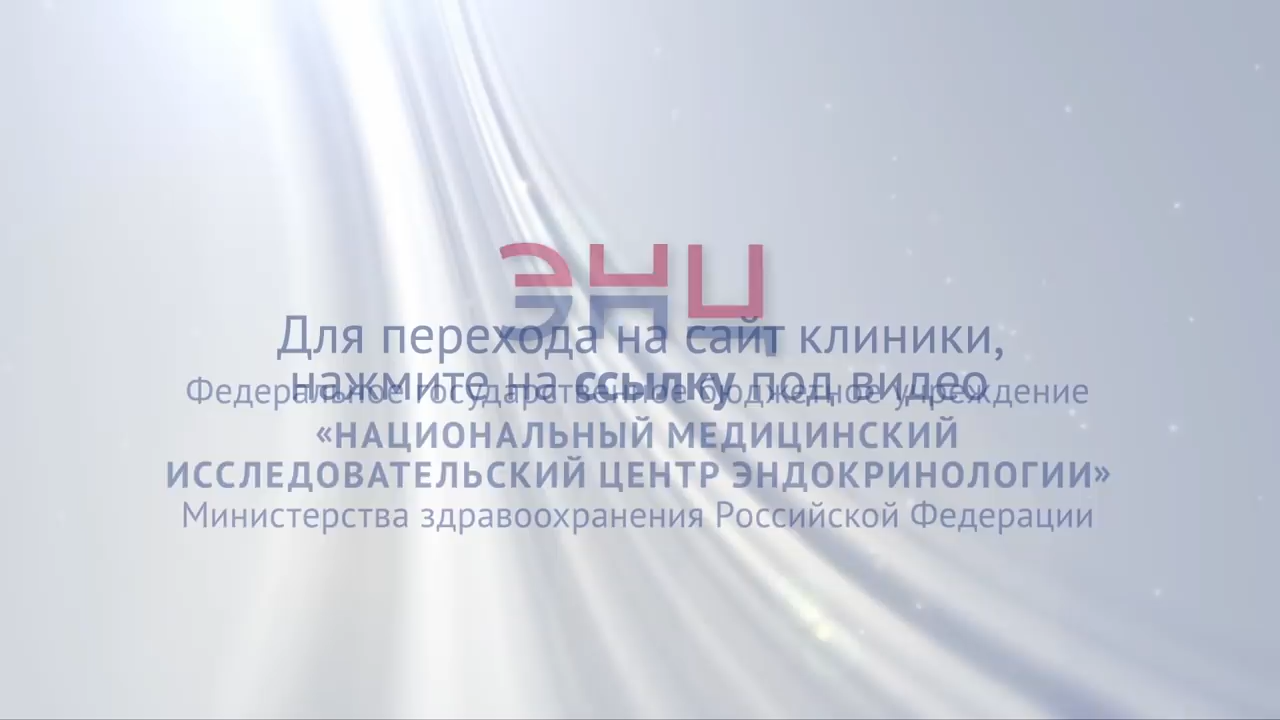 ЭНЦ
Для перехода на сайт клиники,
нажмите на ссылку под видео
Федеральное государственное бюджетное учреждение
«НАЦИОНАЛЬНЫЙ МЕДИЦИНСКИЙ
ИССЛЕДОВАТЕЛЬСКИЙ ЦЕНТР ЭНДОКРИНОЛОГИИ»
Министерства здравоохранения Российской Федерации